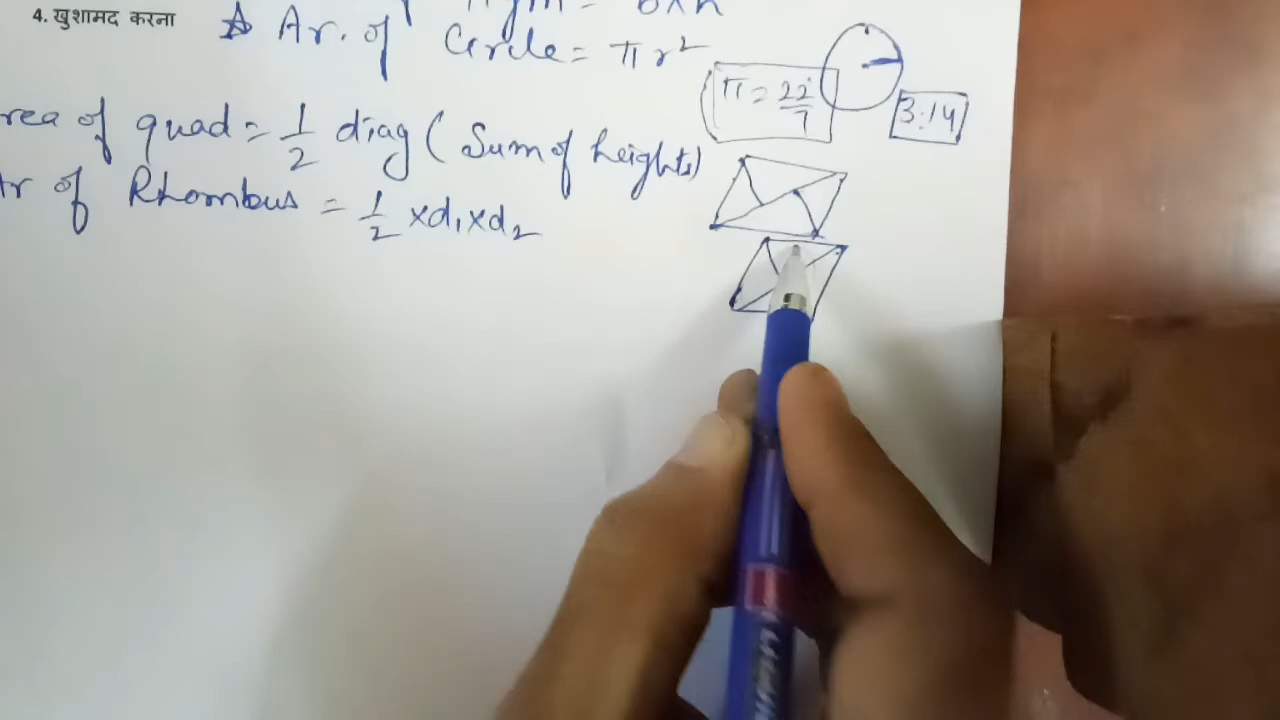 4. खुशामद करना
Ar. of Circle = πr²
π = 22/7
3.14
rea of quad = 1/2 diag ( Sum of heights)
Ar of Rhombus = 1/2 × d₁ × d₂